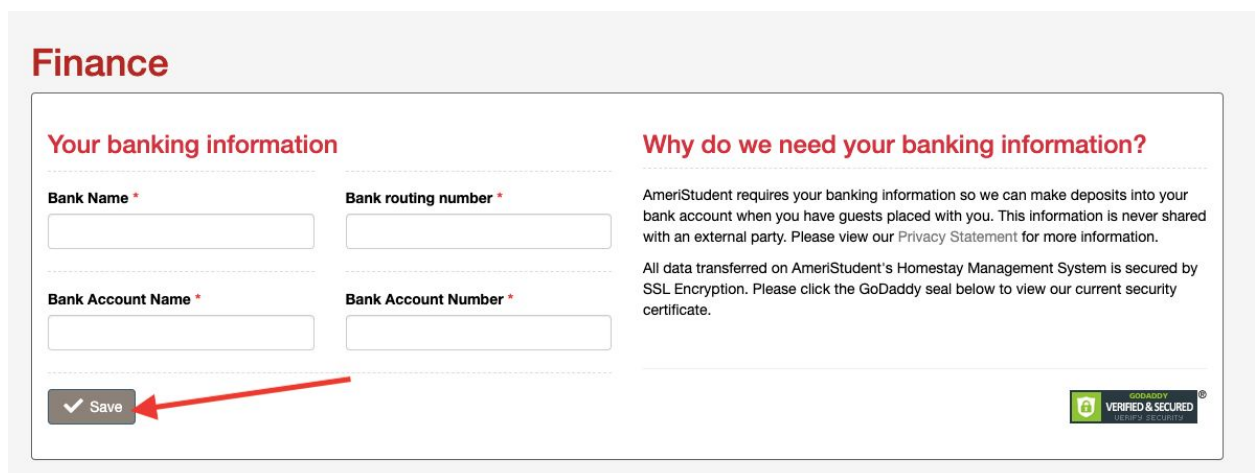 Finance
Your banking information
Bank Name *
Bank routing number *
Bank Account Name *
Bank Account Number *
Save
Why do we need your banking information?
AmeriStudent requires your banking information so we can make deposits into your
bank account when you have guests placed with you. This information is never shared
with an external party. Please view our Privacy Statement for more information.
All data transferred on AmeriStudent's Homestay Management System is secured by
SSL Encryption. Please click the GoDaddy seal below to view our current security
certificate.
GODADDY
VERIFIED & SECURED
VERIFY SECURITY
®